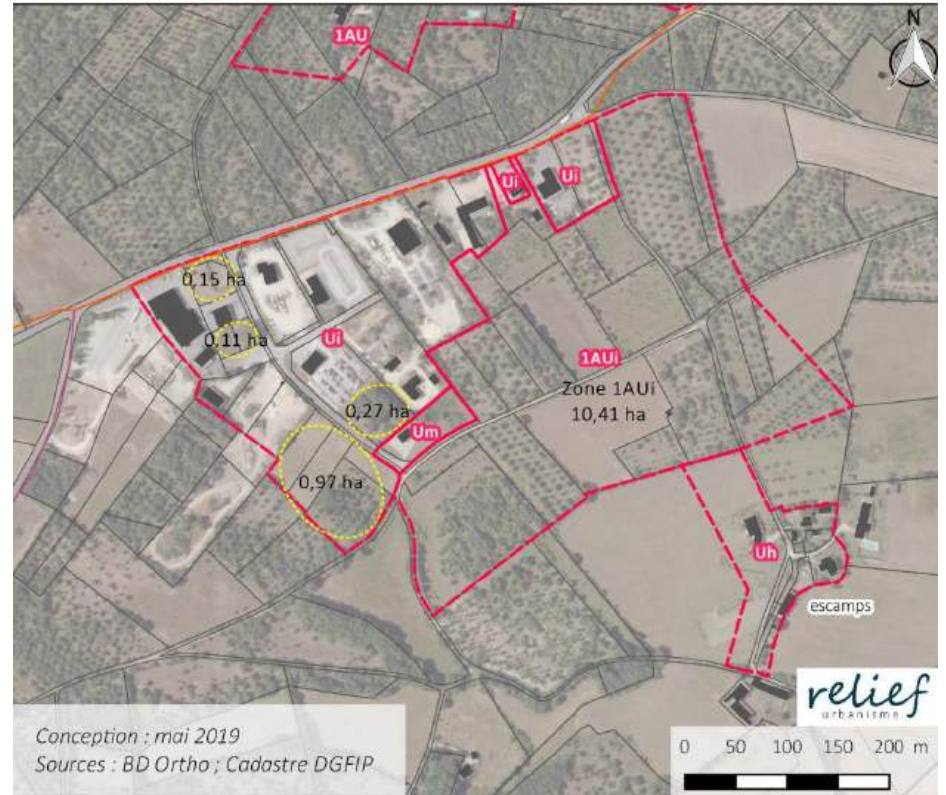 1AU
N
Ui
Ui
0,15 ha
0,11 ha
Ui
1AUi
Zone 1AUi
10,41 ha
0,27 ha
Um
0,97 ha
Uh
escamps
relief
urbanisme
Conception : mai 2019
Sources : BD Ortho ; Cadastre DGFIP
0 50 100 150 200 m